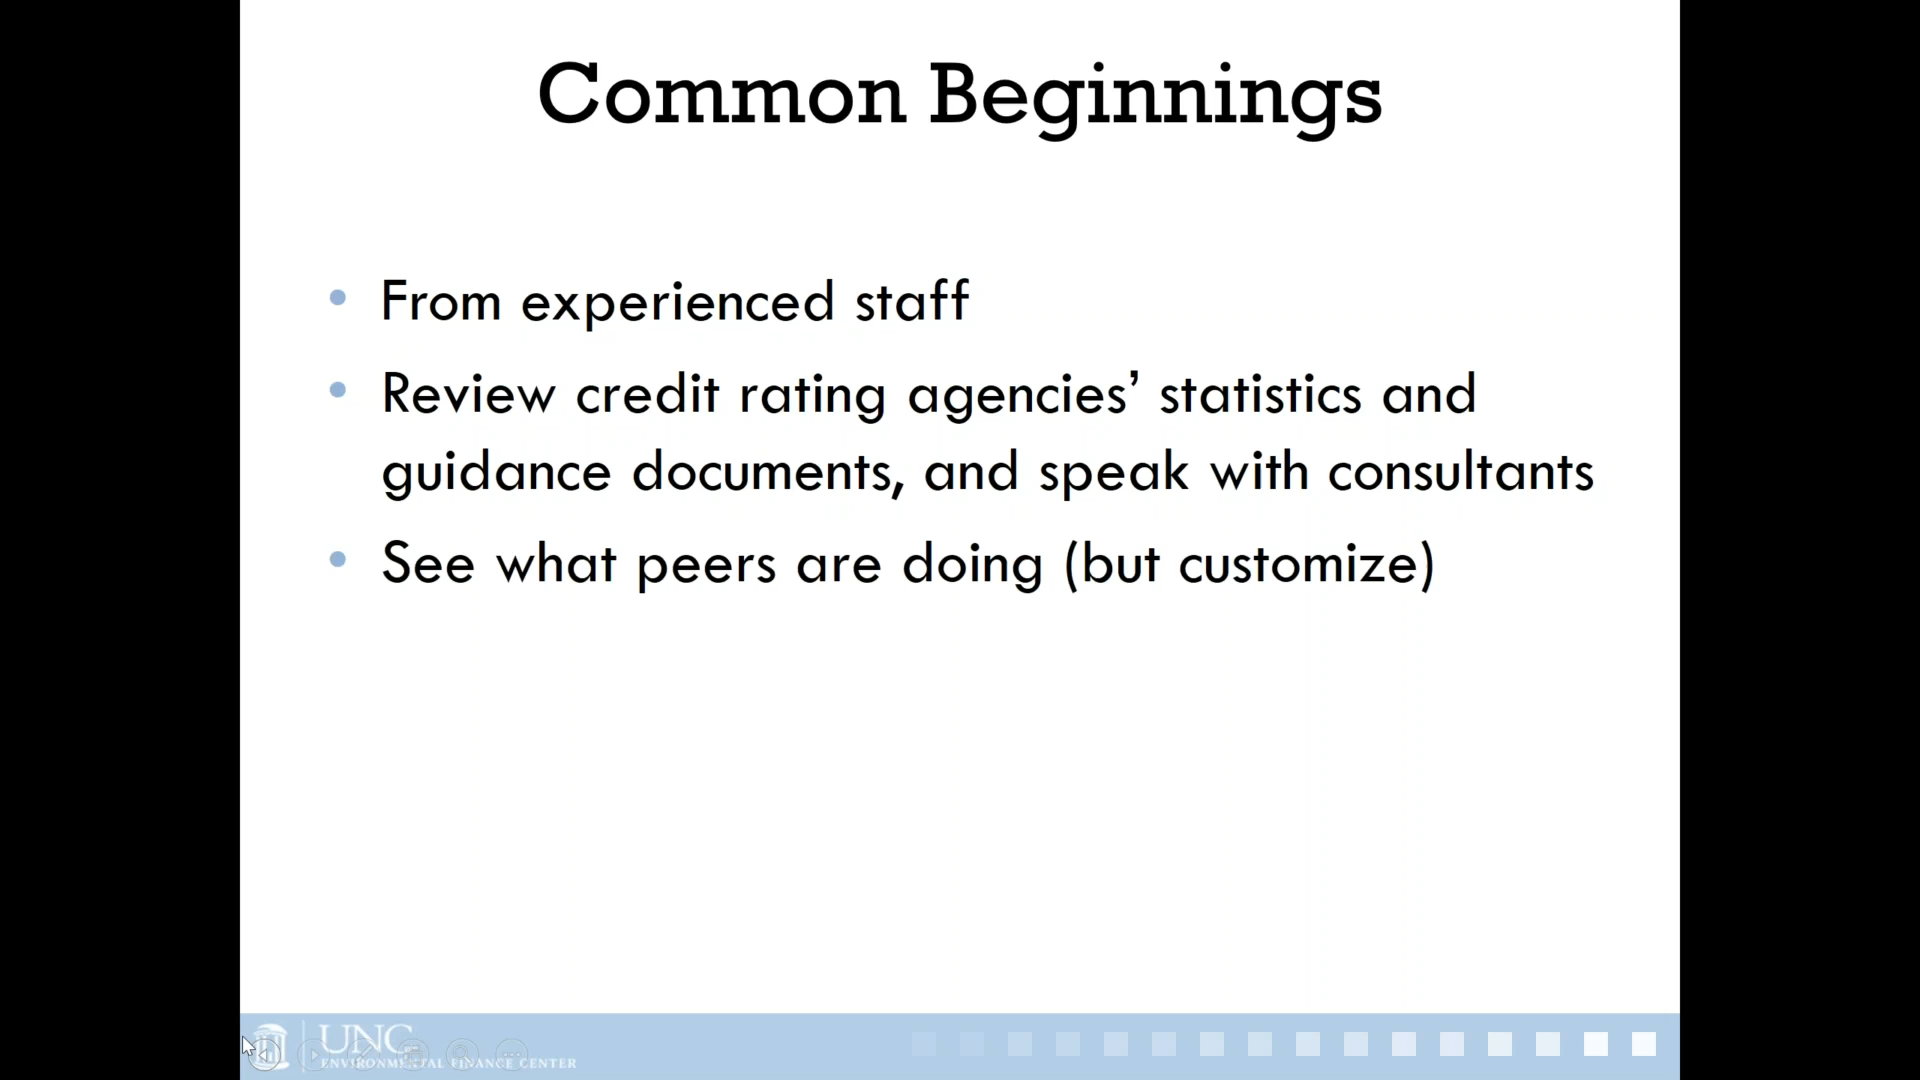 Common Beginnings
From experienced staff
Review credit rating agencies’ statistics and
guidance documents, and speak with consultants
See what peers are doing (but customize)
UNC
ENVIRONMENTAL FINANCE CENTER